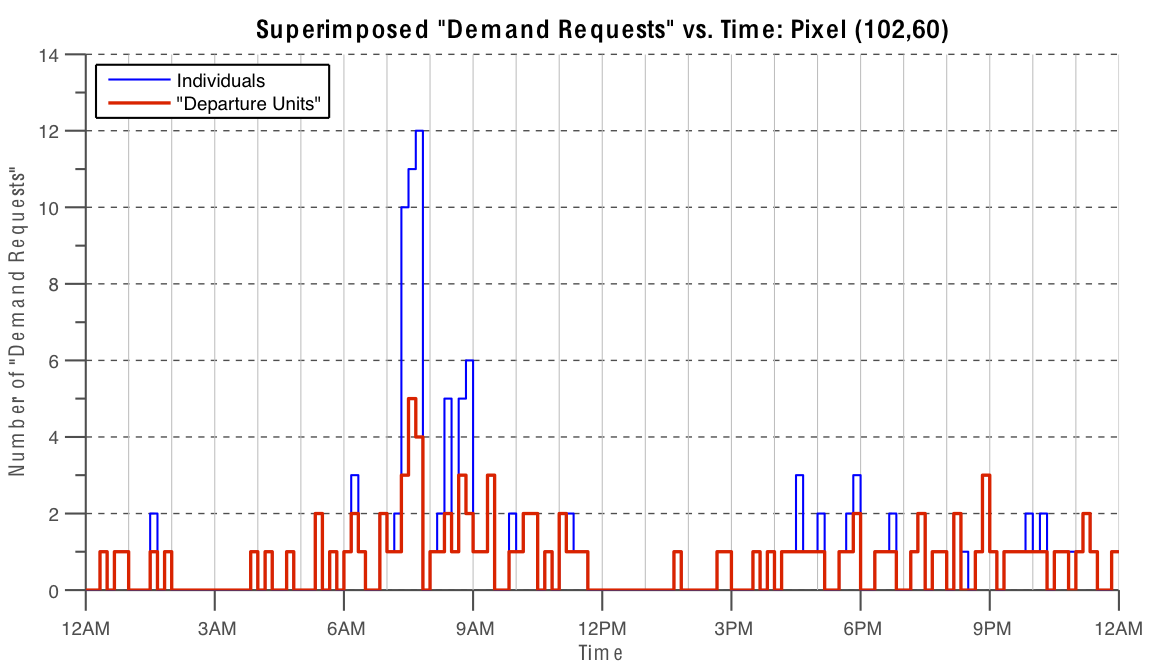 Superimposed "Demand Requests" vs. Time: Pixel (102,60)
Individuals
"Departure Units"
Number of "Demand Requests"
14
12
10
8
6
4
2
0
12AM 3AM 6AM 9AM 12PM 3PM 6PM 9PM 12AM
Time